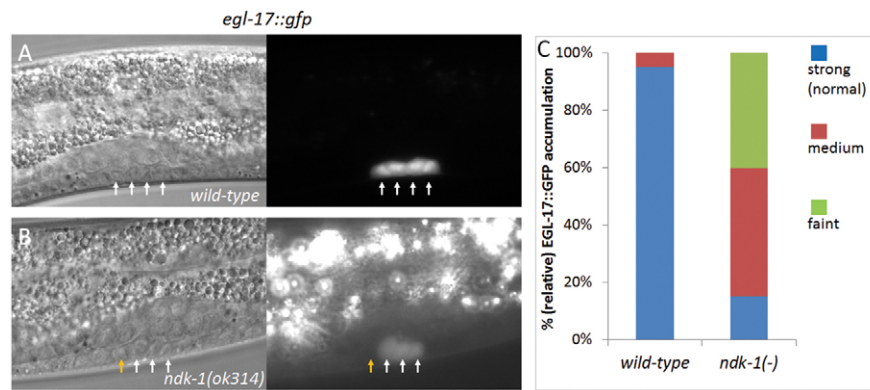 egl-17::gfp
A
wild-type
B
ndk-1(ok314)
C
% (relative) EGL-17::GFP accumulation
100%
80%
60%
40%
20%
0%
wild-type
ndk-1(-)
strong
(normal)
medium
faint